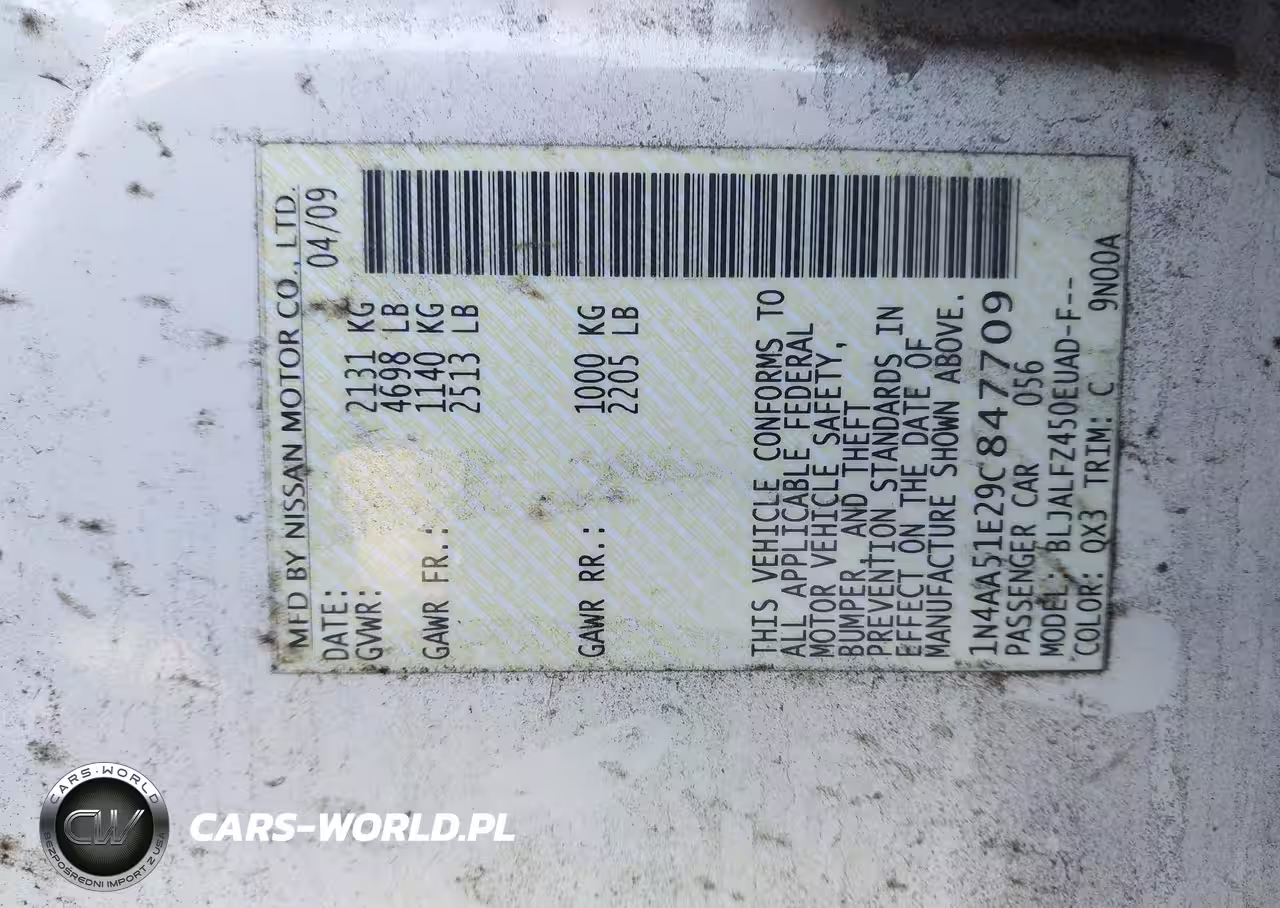 MFD BY NISSAN MOTOR CO., LTD.
DATE: 04/09
GVWR: 2131 KG
4698 LB
GAWR FR.: 1140 KG
2513 LB
GAWR RR.: 1000 KG
2205 LB
THIS VEHICLE CONFORMS TO
ALL APPLICABLE FEDERAL
MOTOR VEHICLE SAFETY,
BUMPER, AND THEFT
PREVENTION STANDARDS IN
EFFECT ON THE DATE OF
MANUFACTURE SHOWN ABOVE.
1N4AA51E29C847709
PASSENGER CAR 056
MODEL: BLJALFZ450EUAD-F--
COLOR: QX3 TRIM: C 9N00A
CARS-WORLD
CW
BEZPOŚREDNI IMPORT Z USA
CARS-WORLD.PL